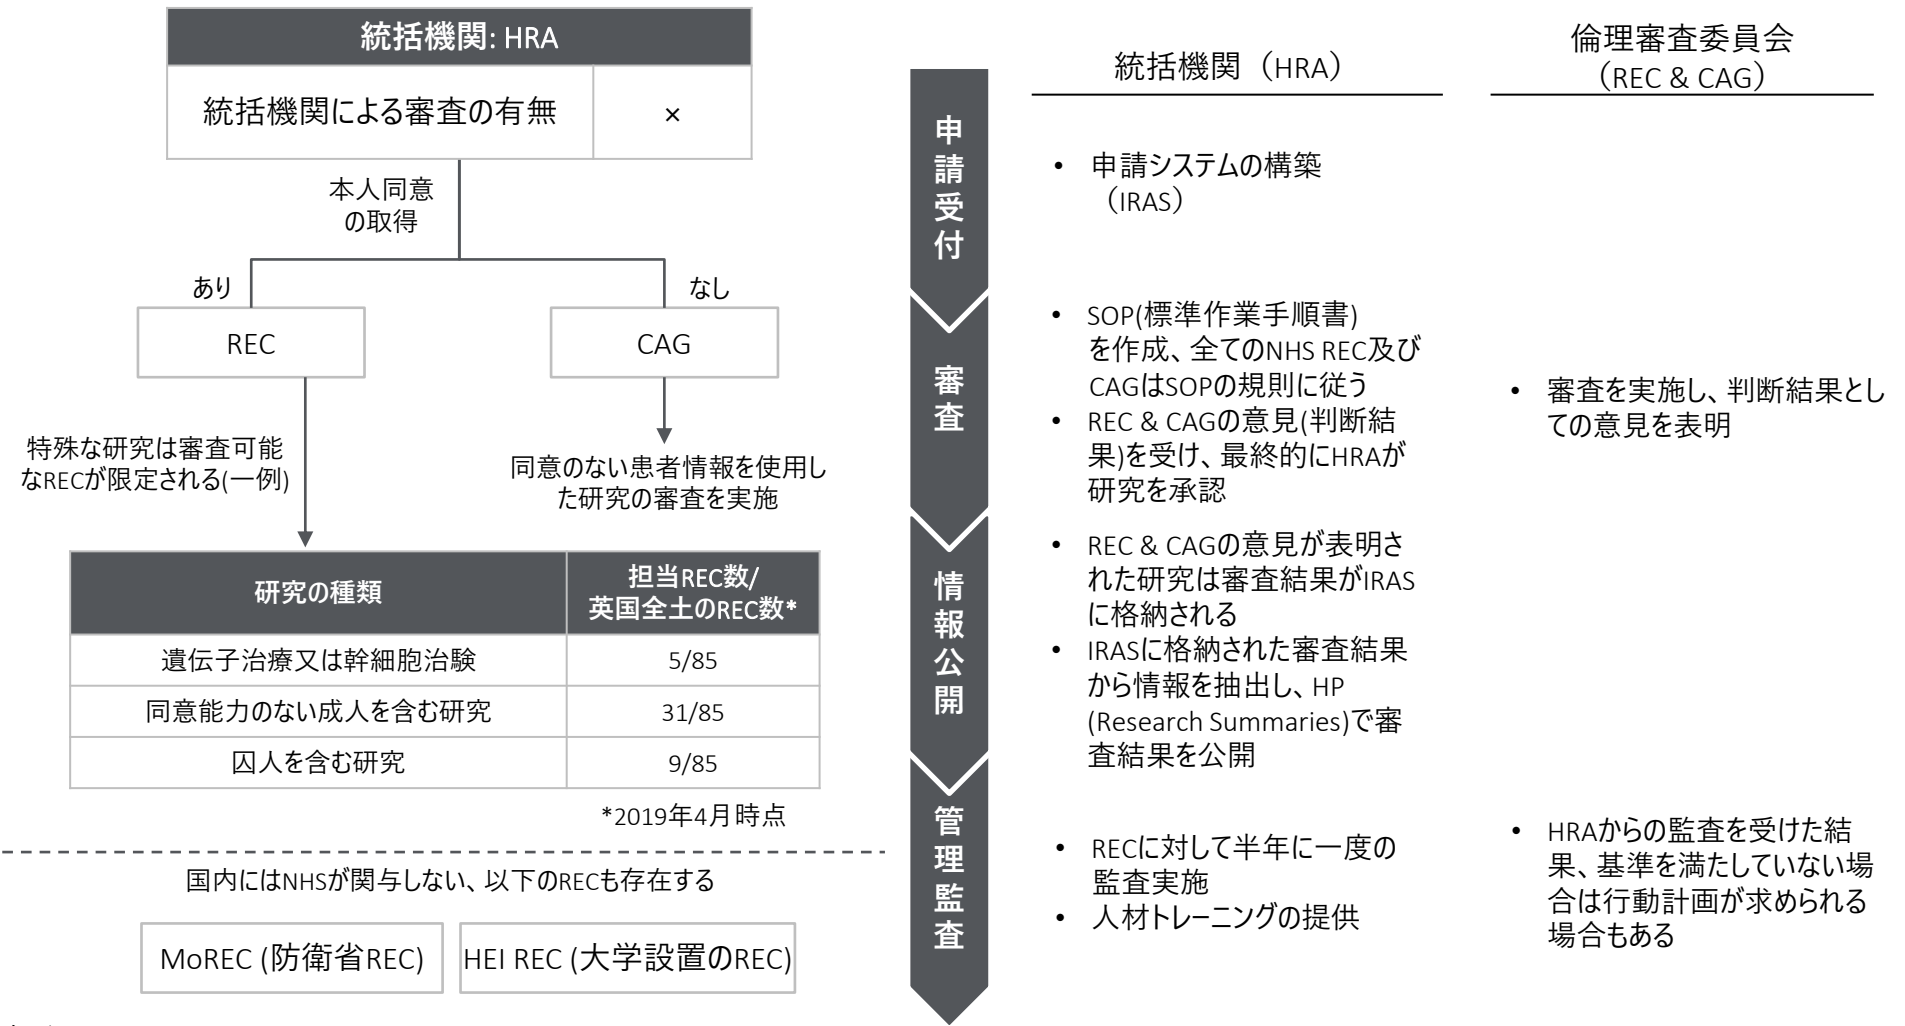 統括機関: HRA
統括機関による審査の有無
×
本人同意
の取得
あり
なし
REC
CAG
特殊な研究は審査可能
なRECが限定される(一例)
同意のない患者情報を使用し
た研究の審査を実施
研究の種類
担当REC数/
英国全土のREC数*
遺伝子治療又は幹細胞治験
5/85
同意能力のない成人を含む研究
31/85
囚人を含む研究
9/85
*2019年4月時点
国内にはNHSが関与しない、以下のRECも存在する
MoREC (防衛省REC)
HEI REC (大学設置のREC)
統括機関（HRA）
倫理審査委員会
（REC & CAG）
申請受付
• 申請システムの構築
（IRAS）
審査
• SOP(標準作業手順書)
を作成、全てのNHS REC及び
CAGはSOPの規則に従う
• REC & CAGの意見(判断結
果)を受け、最終的にHRAが
研究を承認
• 審査を実施し、判断結果とし
ての意見を表明
情報公開
• REC & CAGの意見が表明さ
れた研究は審査結果がIRAS
に格納される
• IRASに格納された審査結果
から情報を抽出し、HP
(Research Summaries)で審
査結果を公開
管理監査
• RECに対して半年に一度の
監査実施
• 人材トレーニングの提供
• HRAからの監査を受けた結
果、基準を満たしていない場
合は行動計画が求められる
場合もある